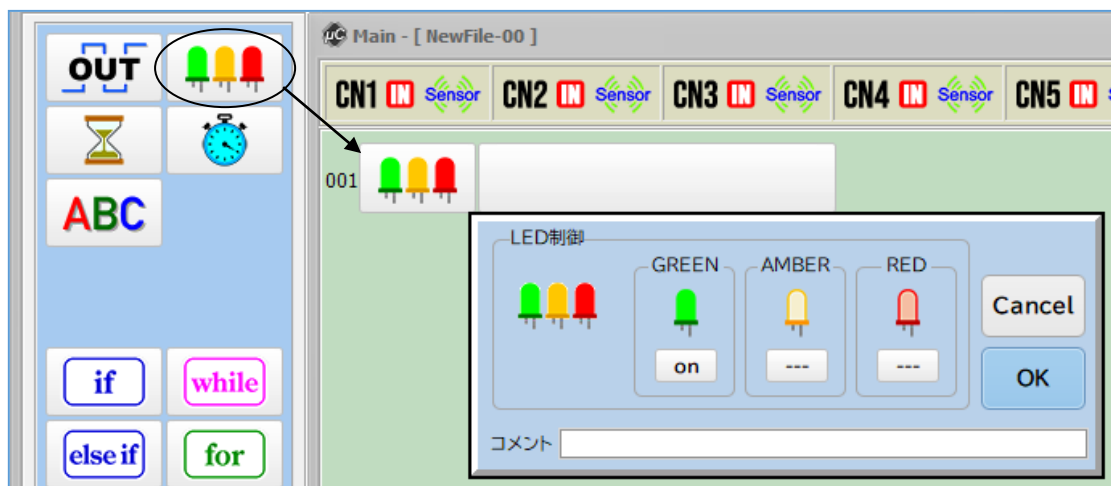 μC Main - [ NewFile-00 ]
OUT
CN1 IN Sensor CN2 IN Sensor CN3 IN Sensor CN4 IN Sensor CN5 IN
001
ABC
LED制御
GREEN AMBER RED
on --- ---
Cancel
OK
コメント
if while
else if for